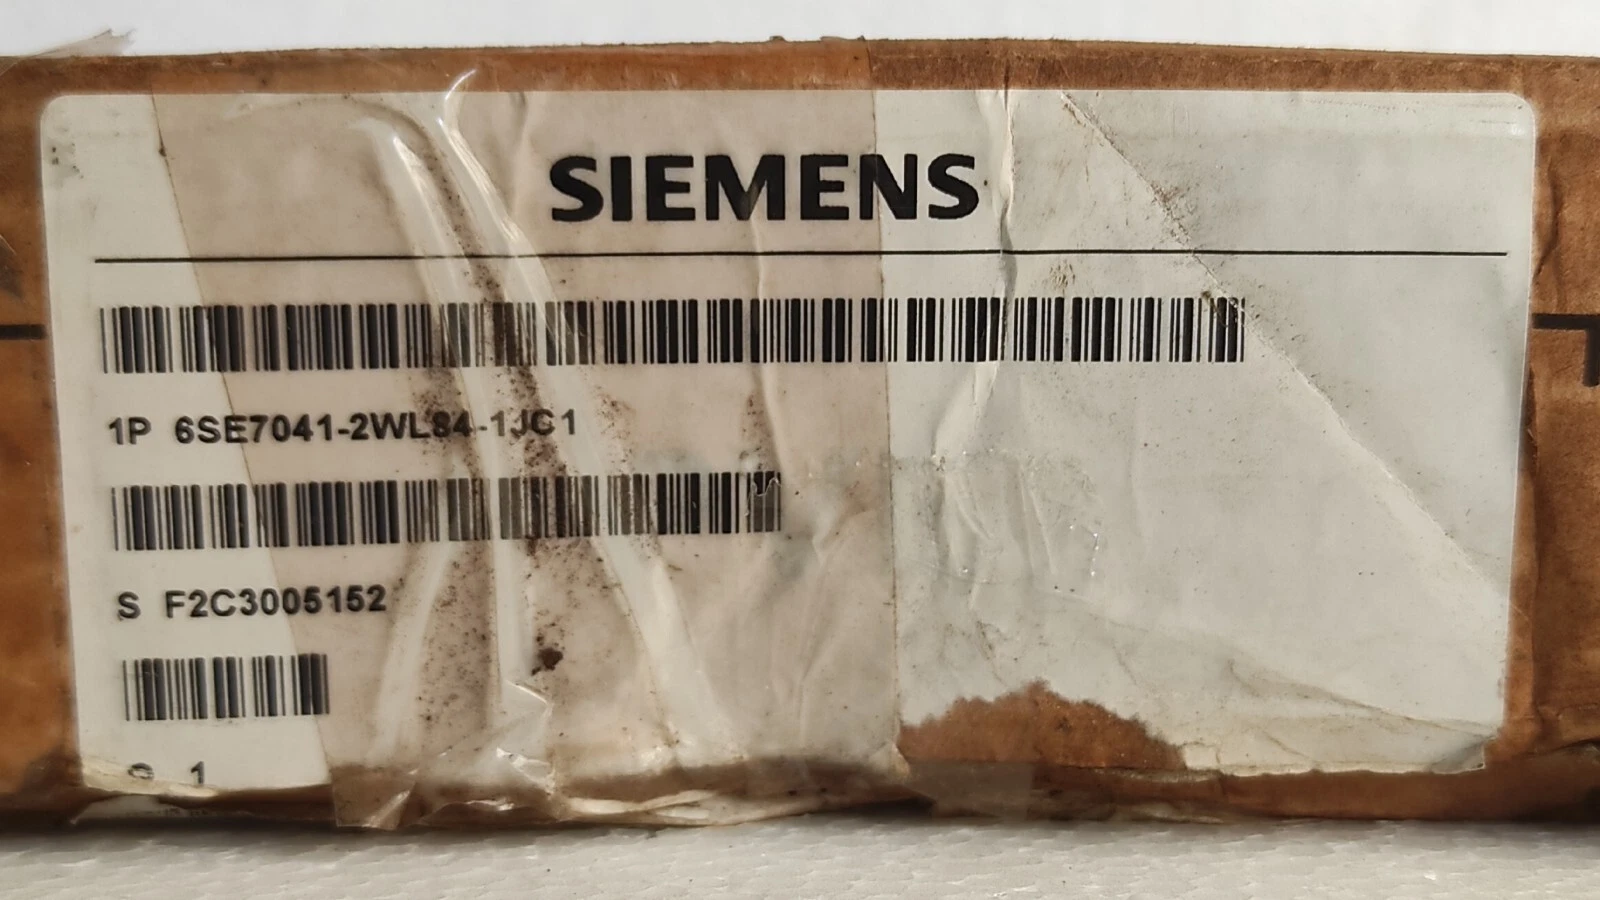 SIEMENS
1P 6SE7041-2WL84-1JC1
S F2C3005152
1